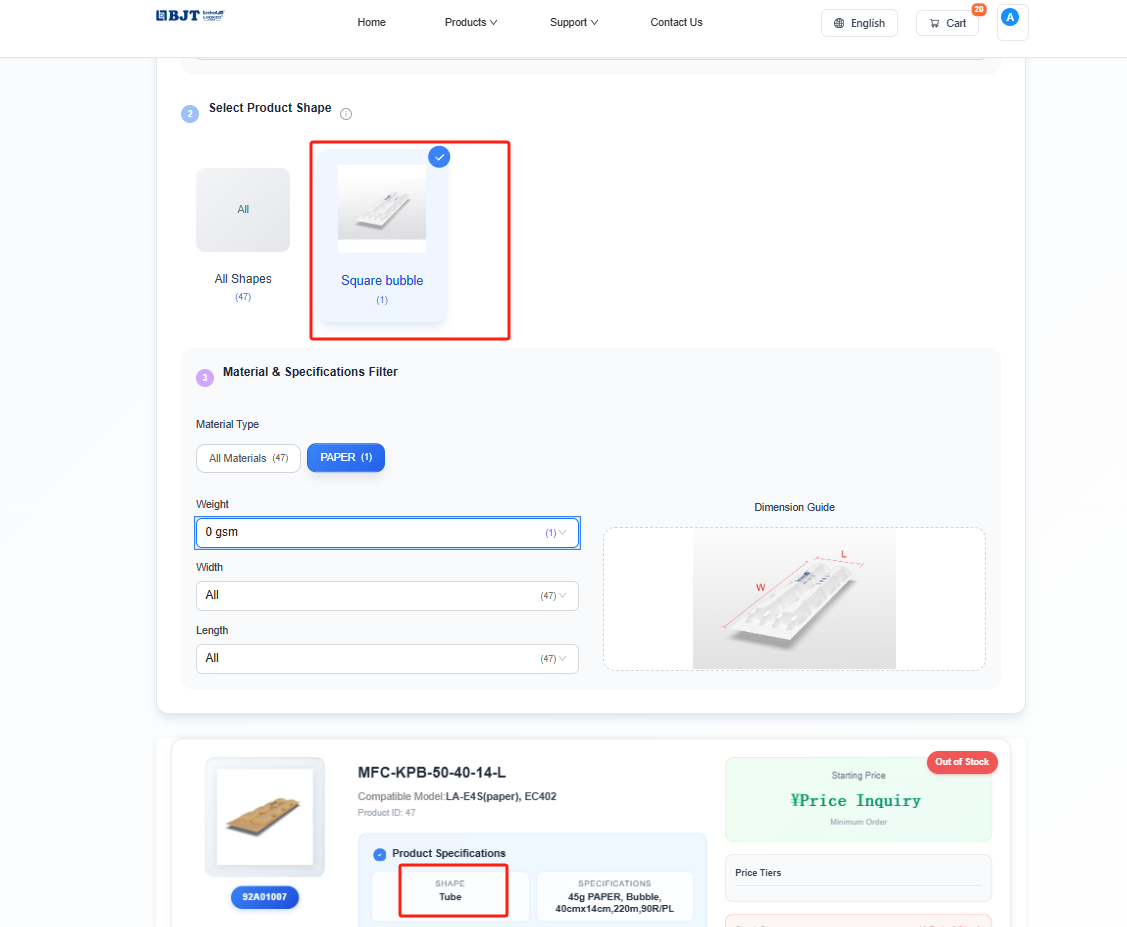 BJT
Home
Products
Support
Contact Us
English
Cart
20
A
2
Select Product Shape
All
All Shapes
(47)
Square bubble
(1)
3
Material & Specifications Filter
Material Type
All Materials (47)
PAPER (1)
Weight
0 gsm (1)
Width
All (47)
Length
All (47)
Dimension Guide
W
L
MFC-KPB-50-40-14-L
Compatible Model:LA-E4S(paper), EC402
Product ID: 47
92A01007
Product Specifications
SHAPE
Tube
SPECIFICATIONS
45g PAPER, Bubble,
40cmx14cm,220m,90R/PL
Out of Stock
Starting Price
¥Price Inquiry
Minimum Order
Price Tiers